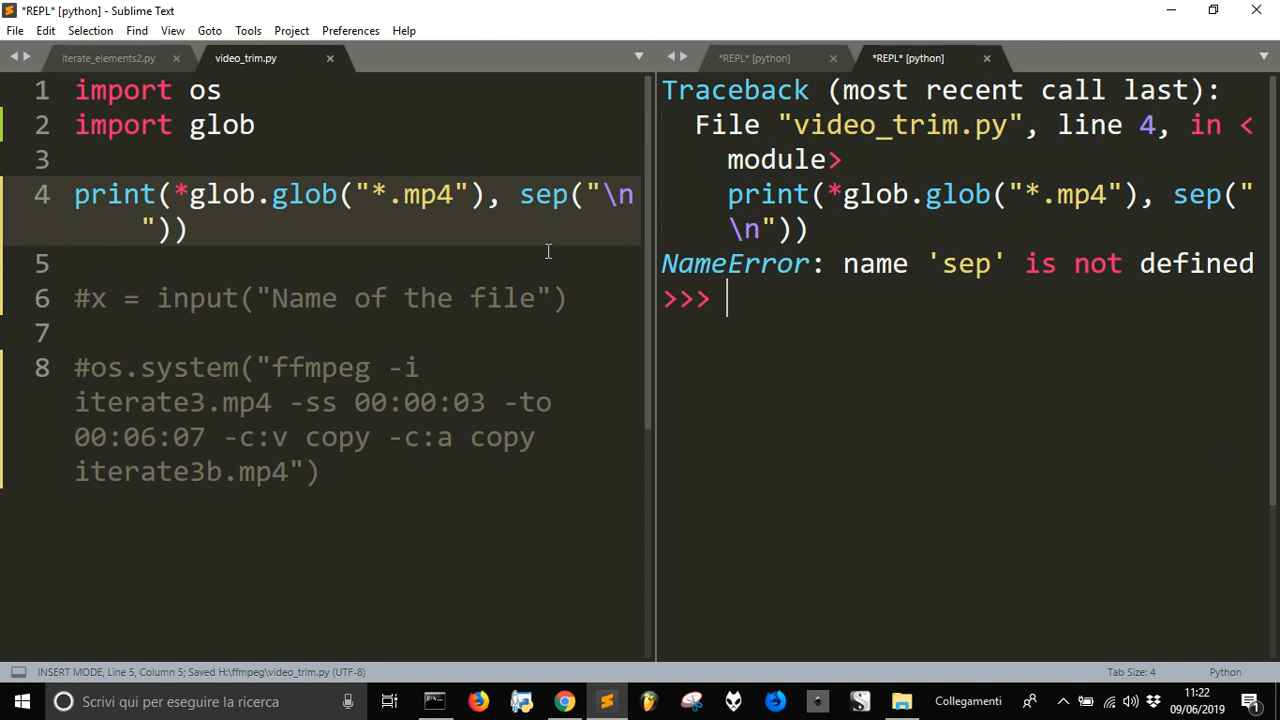 *REPL* [python] - Sublime Text
File Edit Selection Find View Goto Tools Project Preferences Help
iterate_elements2.py × video_trim.py ×
1 import os
2 import glob
3
4 print(*glob.glob("*.mp4"), sep("\n
"))
5
6 #x = input("Name of the file")
7
8 #os.system("ffmpeg -i
iterate3.mp4 -ss 00:00:03 -to
00:06:07 -c:v copy -c:a copy
iterate3b.mp4")
*REPL* [python] × *REPL* [python] ×
Traceback (most recent call last):
File "video_trim.py", line 4, in <
module>
print(*glob.glob("*.mp4"), sep("
\n"))
NameError: name 'sep' is not defined
>>>
INSERT MODE, Line 5, Column 5; Saved H:\ffmpeg\video_trim.py (UTF-8) Tab Size: 4 Python
Scrivi qui per eseguire la ricerca Collegamenti 11:22
09/06/2019